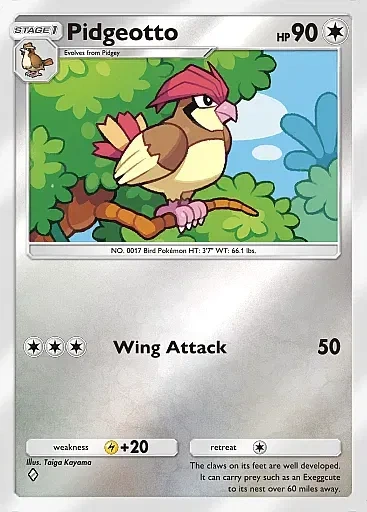 STAGE 1
Pidgeotto
HP 90
Evolves from Pidgey
NO. 0017 Bird Pokémon HT: 3'7" WT: 66.1 lbs.
Wing Attack 50
weakness +20
retreat
Illus. Taiga Kayama
The claws on its feet are well developed.
It can carry prey such as an Exeggcute
to its nest over 60 miles away.